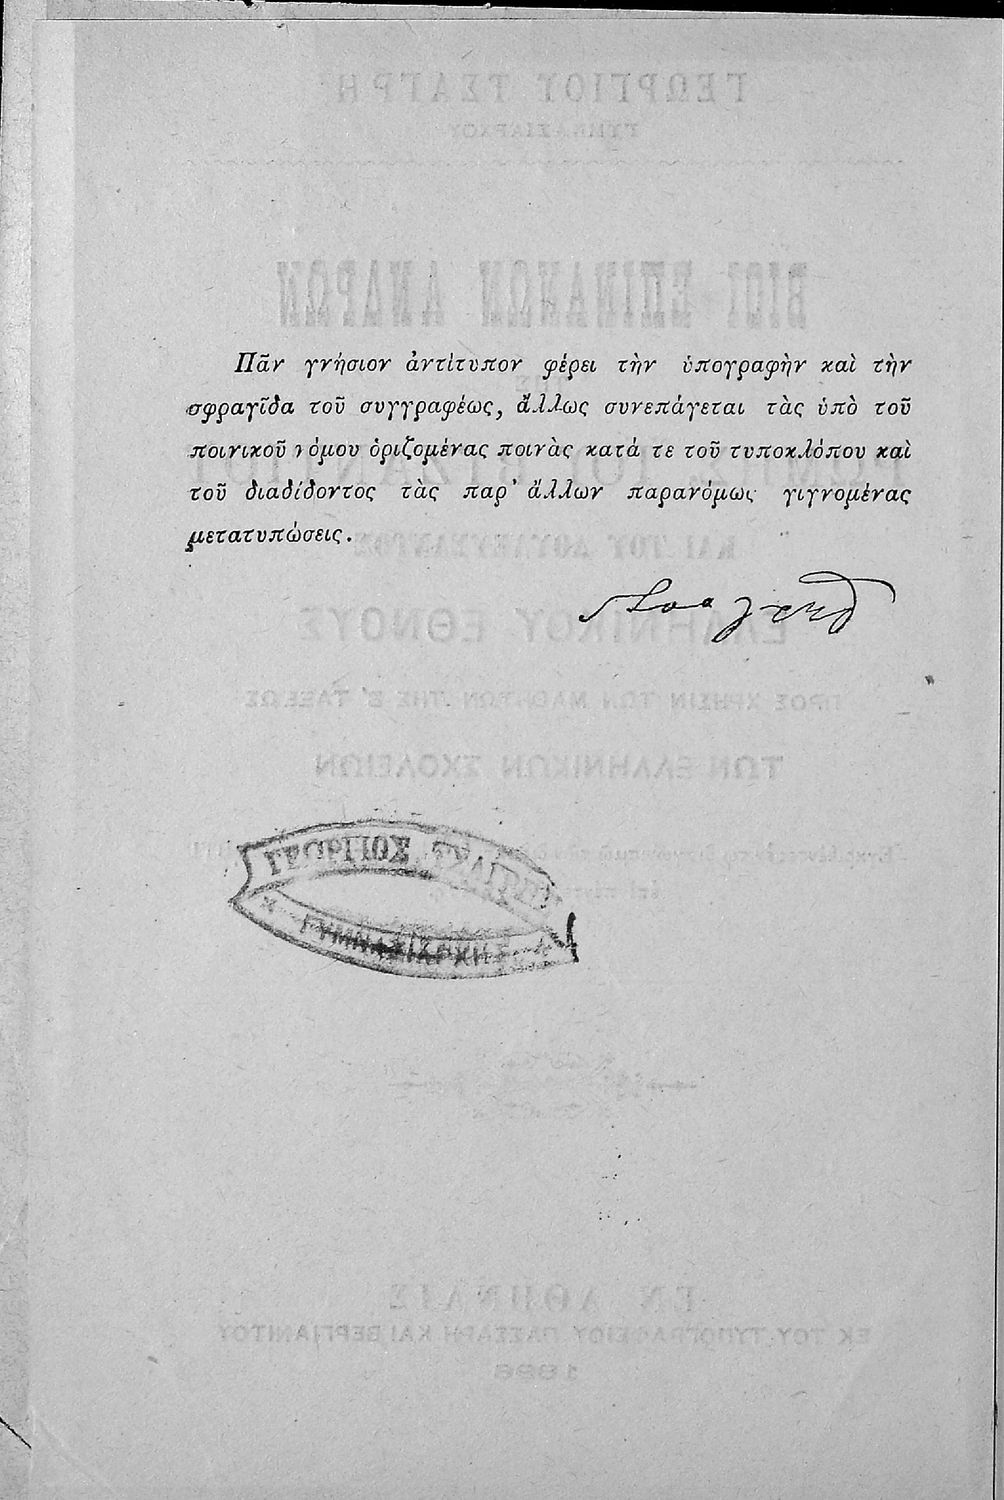 Πᾶν γνήσιον ἀντίτυπον φέρει τὴν ὑπογραφὴν καὶ τὴν
σφραγῖδα τοῦ συγγραφέως, ἄλλως συνεπάγεται τὰς ὑπὸ τοῦ
ποινικοῦ νόμου ὁριζομένας ποινὰς κατά τε τοῦ τυποκλόπου καὶ
τοῦ διαδίδοντος τὰς παρ' ἄλλων παρανόμως γιγνομένας
μετατυπώσεις.
ΓΕΩΡΓΙΟΣ
ΓΥΜΝΑΣΙΑΡΧΗΣ